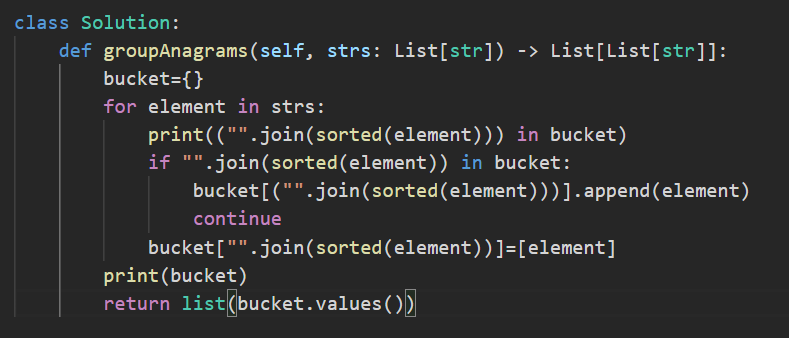 class Solution:
    def groupAnagrams(self, strs: List[str]) -> List[List[str]]:
        bucket={}
        for element in strs:
            print(("".join(sorted(element))) in bucket)
            if "".join(sorted(element)) in bucket:
                bucket[("".join(sorted(element)))].append(element)
                continue
            bucket["".join(sorted(element))]=[element]
        print(bucket)
        return list(bucket.values())